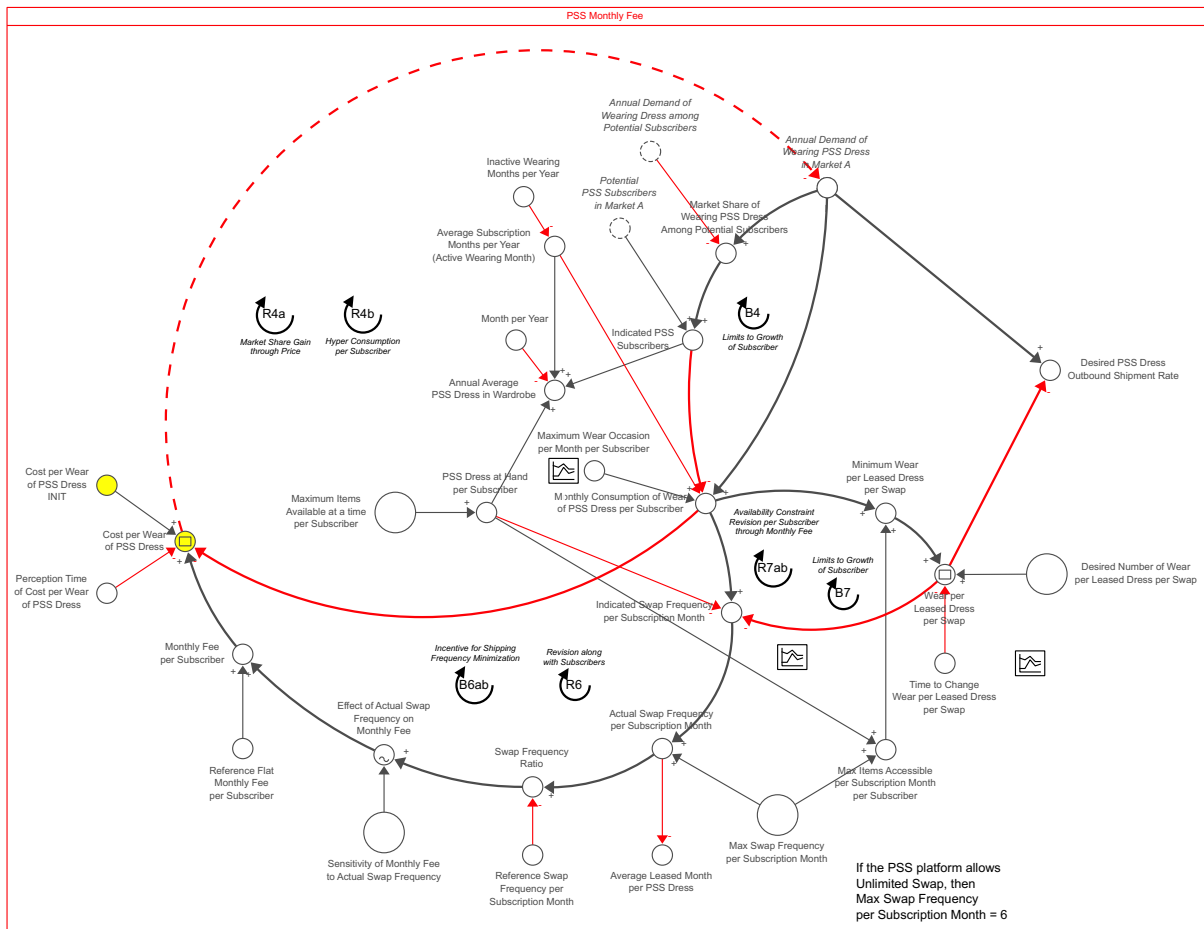 PSS Monthly Fee
Annual Demand of
Wearing Dress among
Potential Subscribers
Annual Demand of
Wearing PSS Dress
in Market A
Inactive Wearing
Months per Year
Potential
PSS Subscribers
in Market A
Market Share of
Wearing PSS Dress
Among Potential Subscribers
Average Subscription
Months per Year
(Active Wearing Month)
R4a
Market Share Gain
through Price
R4b
Hyper Consumption
per Subscriber
Month per Year
Indicated PSS
Subscribers
B4
Limits to Growth
of Subscriber
Desired PSS Dress
Outbound Shipment Rate
Annual Average
PSS Dress in Wardrobe
Maximum Wear Occasion
per Month per Subscriber
Cost per Wear
of PSS Dress
INIT
PSS Dress at Hand
per Subscriber
Maximum Items
Available at a time
per Subscriber
Monthly Consumption of Wear
of PSS Dress per Subscriber
Minimum Wear
per Leased Dress
per Swap
Availability Constraint
Revision per Subscriber
through Monthly Fee
R7ab
Limits to Growth
of Subscriber
B7
Cost per Wear
of PSS Dress
Perception Time
of Cost per Wear
of PSS Dress
Desired Number of Wear
per Leased Dress per Swap
Wear per
Leased Dress
per Swap
Indicated Swap Frequency
per Subscription Month
Monthly Fee
per Subscriber
Incentive for Shipping
Frequency Minimization
B6ab
Revision along
with Subscribers
R6
Time to Change
Wear per Leased Dress
per Swap
Effect of Actual Swap
Frequency on
Monthly Fee
Actual Swap Frequency
per Subscription Month
Swap Frequency
Ratio
Reference Flat
Monthly Fee
per Subscriber
Max Items Accessible
per Subscription Month
per Subscriber
Sensitivity of Monthly Fee
to Actual Swap Frequency
Reference Swap
Frequency per
Subscription Month
Average Leased Month
per PSS Dress
Max Swap Frequency
per Subscription Month
If the PSS platform allows
Unlimited Swap, then
Max Swap Frequency
per Subscription Month = 6